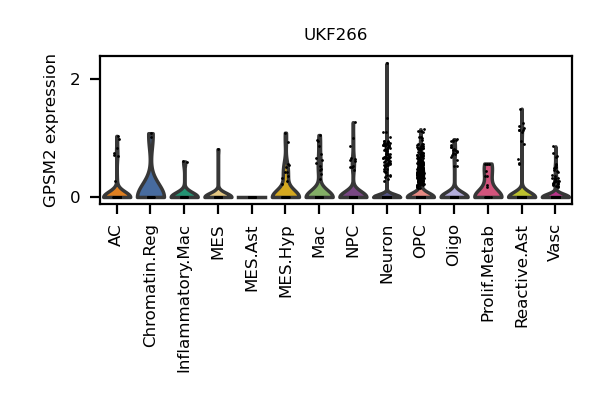 UKF266
GPSM2 expression
2
0
AC
Chromatin.Reg
Inflammatory.Mac
MES
MES.Ast
MES.Hyp
Mac
NPC
Neuron
OPC
Oligo
Prolif.Metab
Reactive.Ast
Vasc